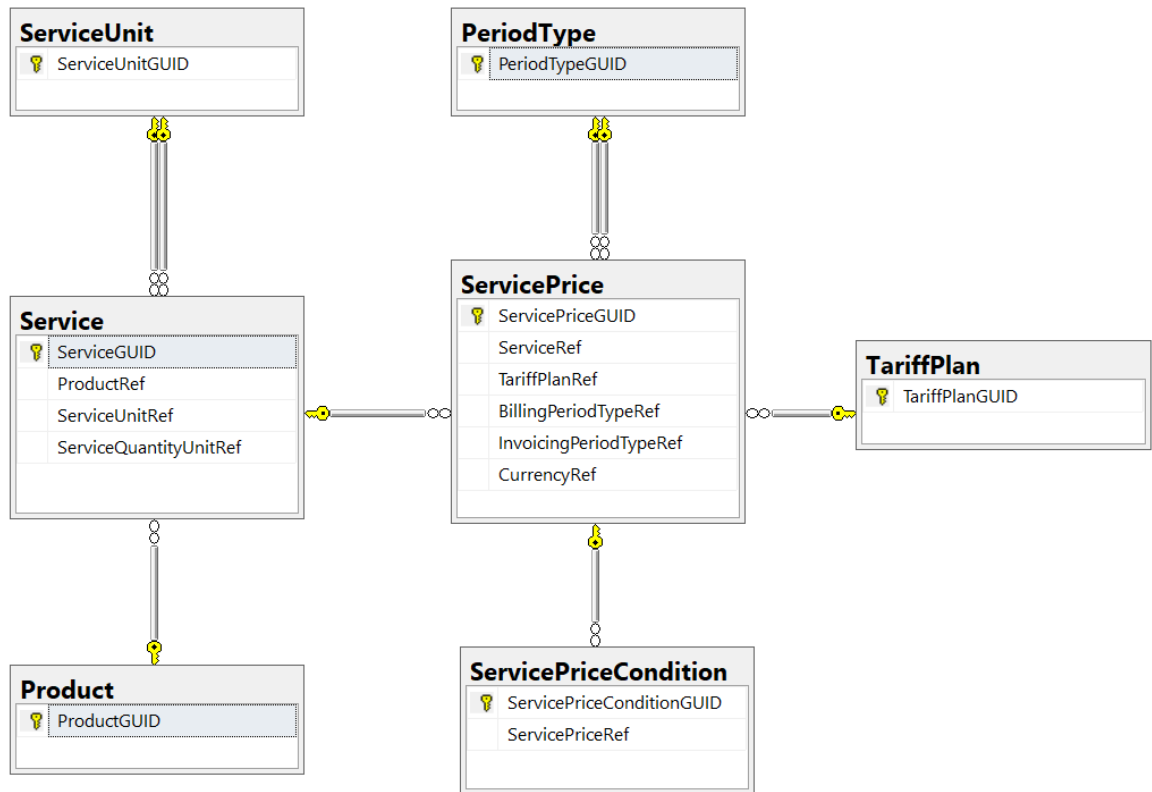 ServiceUnit
ServiceUnitGUID
PeriodType
PeriodTypeGUID
Service
ServiceGUID
ProductRef
ServiceUnitRef
ServiceQuantityUnitRef
ServicePrice
ServicePriceGUID
ServiceRef
TariffPlanRef
BillingPeriodTypeRef
InvoicingPeriodTypeRef
CurrencyRef
TariffPlan
TariffPlanGUID
Product
ProductGUID
ServicePriceCondition
ServicePriceConditionGUID
ServicePriceRef